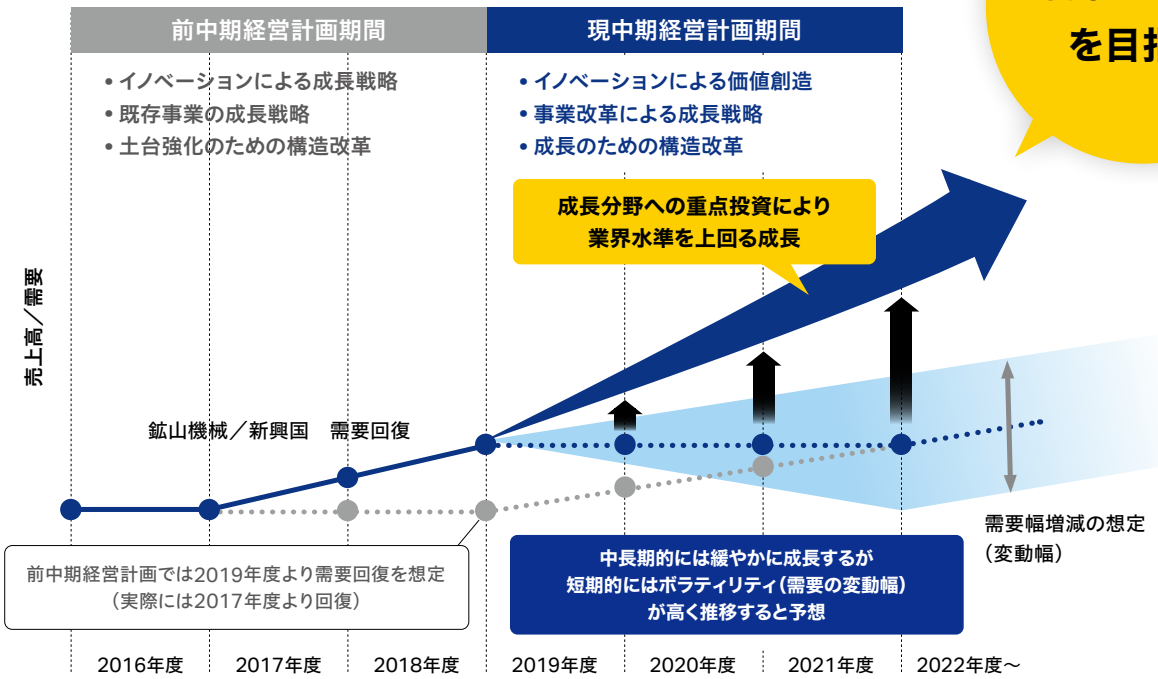 前中期経営計画期間
現中期経営計画期間
を目指
• イノベーションによる成長戦略
• 既存事業の成長戦略
• 土台強化のための構造改革
• イノベーションによる価値創造
• 事業改革による成長戦略
• 成長のための構造改革
成長分野への重点投資により
業界水準を上回る成長
売上高／需要
鉱山機械／新興国　需要回復
前中期経営計画では2019年度より需要回復を想定
（実際には2017年度より回復）
中長期的には緩やかに成長するが
短期的にはボラティリティ（需要の変動幅）
が高く推移すると予想
需要幅増減の想定
（変動幅）
2016年度
2017年度
2018年度
2019年度
2020年度
2021年度
2022年度～